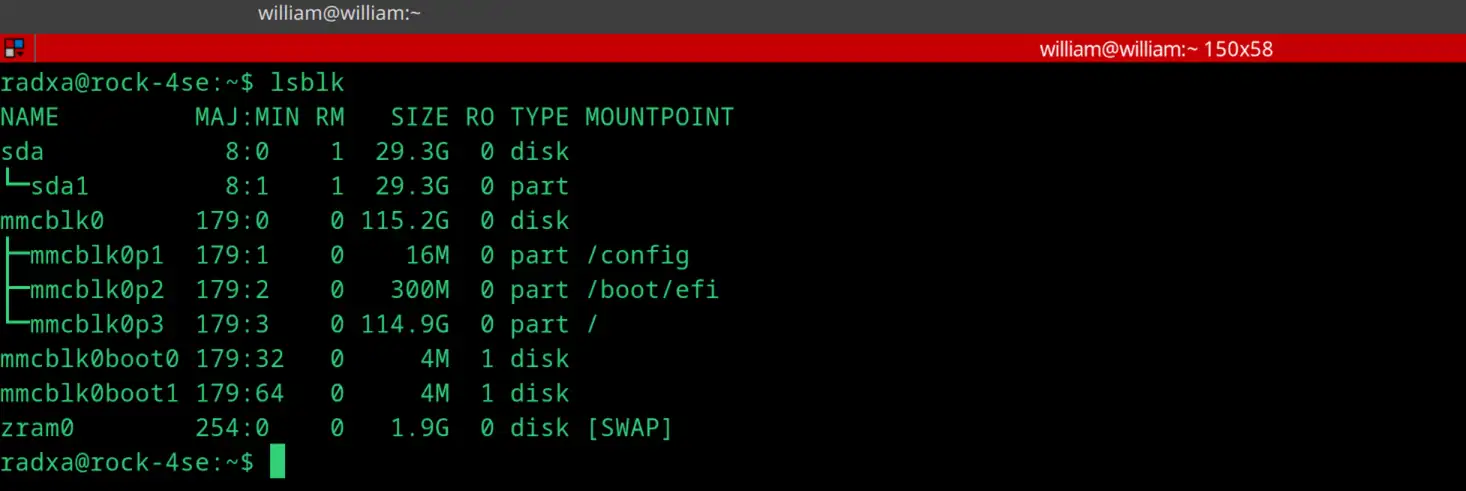 william@william:~
william@william:~ 150x58
radxa@rock-4se:~$ lsblk
NAME         MAJ:MIN RM   SIZE RO TYPE MOUNTPOINT
sda            8:0    1  29.3G  0 disk
└─sda1         8:1    1  29.3G  0 part
mmcblk0      179:0    0 115.2G  0 disk
├─mmcblk0p1  179:1    0    16M  0 part /config
├─mmcblk0p2  179:2    0   300M  0 part /boot/efi
└─mmcblk0p3  179:3    0 114.9G  0 part /
mmcblk0boot0 179:32   0     4M  1 disk
mmcblk0boot1 179:64   0     4M  1 disk
zram0        254:0    0   1.9G  0 disk [SWAP]
radxa@rock-4se:~$